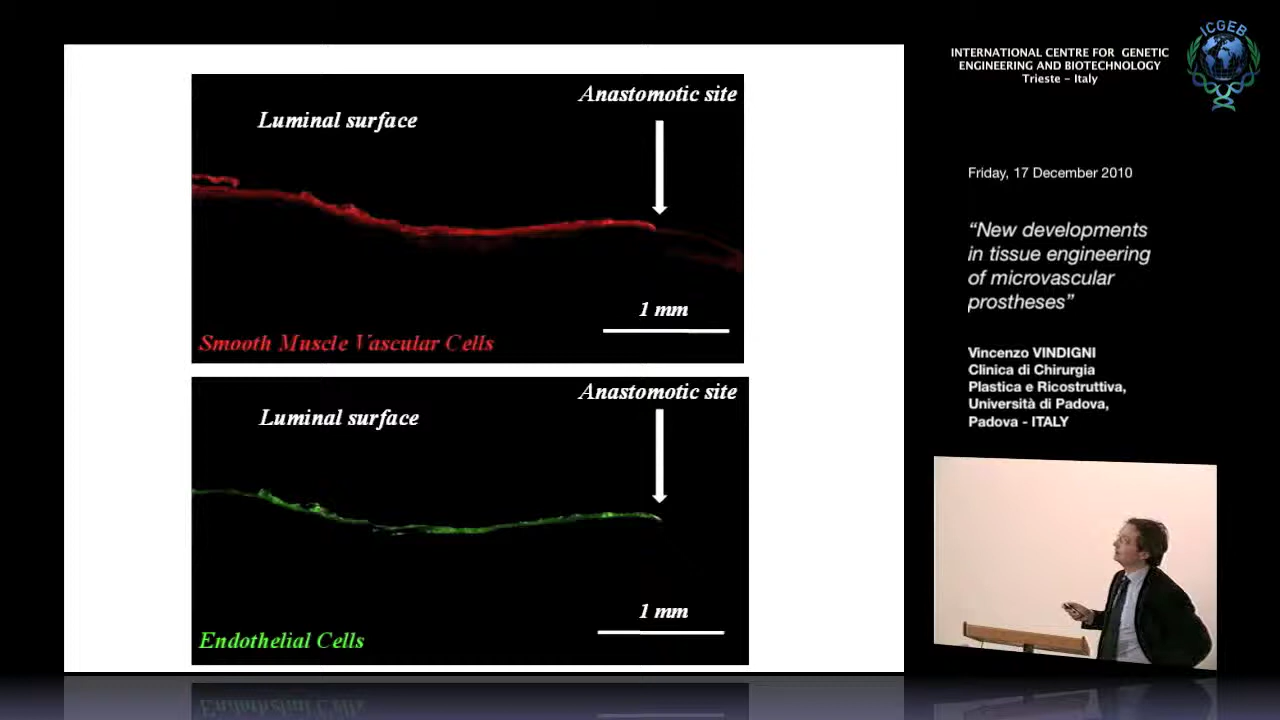 Anastomotic site
Luminal surface
1 mm
Smooth Muscle Vascular Cells
Anastomotic site
Luminal surface
1 mm
Endothelial Cells
Endothelial Cells
ICGEB
INTERNATIONAL CENTRE FOR GENETIC
ENGINEERING AND BIOTECHNOLOGY
Trieste - Italy
Friday, 17 December 2010
“New developments
in tissue engineering
of microvascular
prostheses”
Vincenzo VINDIGNI
Clinica di Chirurgia
Plastica e Ricostruttiva,
Università di Padova,
Padova - ITALY